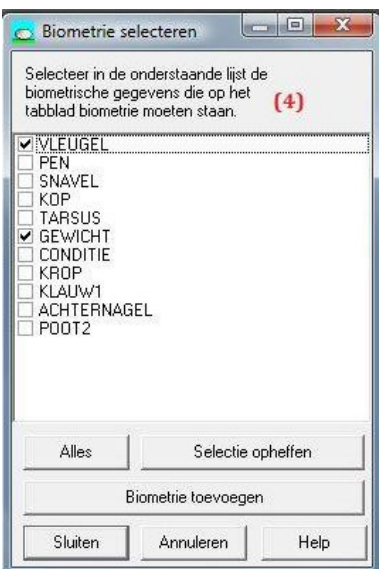 Biometrie selecteren
Selecteer in de onderstaande lijst de
biometrische gegevens die op het
tabblad biometrie moeten staan.
(4)
VLEUGEL
PEN
SNAVEL
KOP
TARSUS
GEWICHT
CONDITIE
KROP
KLAUW1
ACHTERNAGEL
POOT2
Alles Selectie opheffen
Biometrie toevoegen
Sluiten Annuleren Help